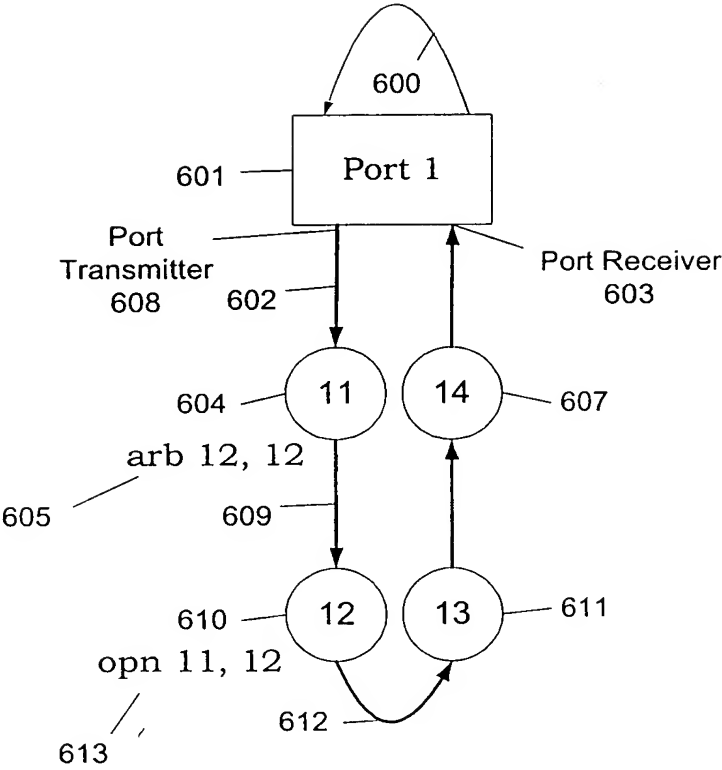 600
601
Port 1
Port
Transmitter
608
602
Port Receiver
603
604
11
14
607
arb 12, 12
605
609
610
12
13
611
opn 11, 12
612
613